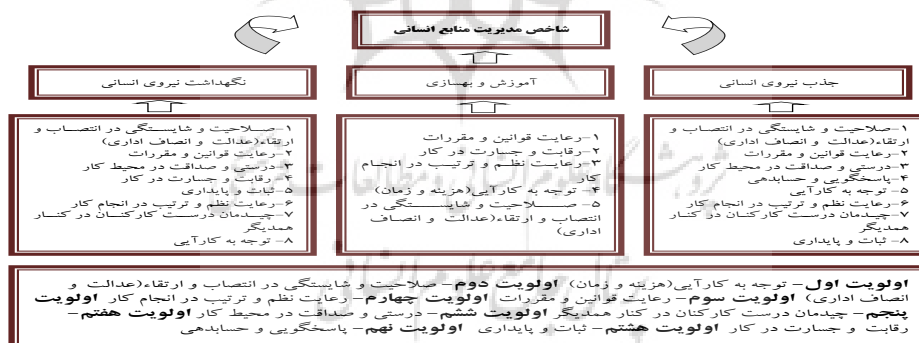 شاخص مدیریت منابع انسانی
جذب نیروی انسانی
آموزش و بهسازی
نگهداشت نیروی انسانی
۱-صلاحیت و شایستگی در انتصاب و
ارتقاء(عدالت و انصاف اداری)
۲-رعایت قوانین و مقررات
۳-درستی و صداقت در محیط کار
۴-پاسخگویی و حسابدهی
۵-توجه به کارآیی
۶-رعایت نظم و ترتیب در انجام کار
۷-چیدمان درست کارکنان در کنار
همدیگر
۸- ثبات و پایداری
۱-رعایت قوانین و مقررات
۲-رقابت و جسارت در کار
۳-رعایت نظم و ترتیب در انجام
کار
۴- توجه به کارآیی(هزینه و زمان)
۵- صلاحیت و شایستگی در
انتصاب و ارتقاء(عدالت و انصاف
اداری)
۱-صلاحیت و شایستگی در انتصاب و
ارتقاء(عدالت و انصاف اداری)
۲-رعایت قوانین و مقررات
۳-درستی و صداقت در محیط کار
۴- رقابت و جسارت در کار
۵-ثبات و پایداری
۶-رعایت نظم و ترتیب در انجام کار
۷-چیدمان درست کارکنان در کنار
همدیگر
۸- توجه به کارآیی
اولویت اول- توجه به کارآیی(هزینه و زمان) اولویت دوم- صلاحیت و شایستگی در انتصاب و ارتقاء(عدالت و
انصاف اداری) اولویت سوم- رعایت قوانین و مقررات اولویت چهارم- رعایت نظم و ترتیب در انجام کار اولویت
پنجم- چیدمان درست کارکنان در کنار همدیگر اولویت ششم- درستی و صداقت در محیط کار اولویت هفتم-
رقابت و جسارت در کار اولویت هشتم- ثبات و پایداری اولویت نهم- پاسخگویی و حسابدهی
پژوهشگاه علوم انسانی و مطالعات فرهنگی
پرتال جامع علوم انسانی